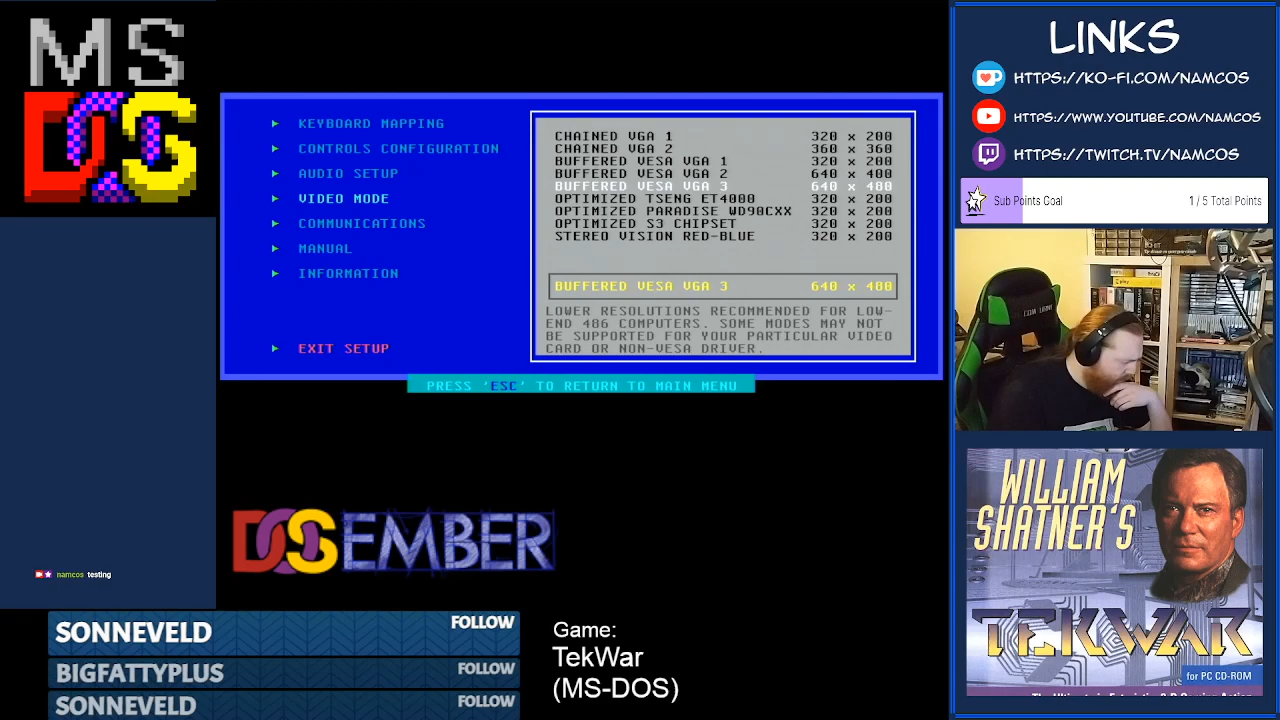 MS
DOS
KEYBOARD MAPPING
CONTROLS CONFIGURATION
AUDIO SETUP
VIDEO MODE
COMMUNICATIONS
MANUAL
INFORMATION
EXIT SETUP
CHAINED VGA 1 320 x 200
CHAINED VGA 2 360 x 360
BUFFERED VESA VGA 1 320 x 200
BUFFERED VESA VGA 2 640 x 400
BUFFERED VESA VGA 3 640 x 480
OPTIMIZED TSENG ET4000 320 x 200
OPTIMIZED PARADISE WD90CXX 320 x 200
OPTIMIZED S3 CHIPSET 320 x 200
STEREO VISION RED-BLUE 320 x 200
BUFFERED VESA VGA 3 640 x 480
LOWER RESOLUTIONS RECOMMENDED FOR LOW-
END 486 COMPUTERS. SOME MODES MAY NOT
BE SUPPORTED FOR YOUR PARTICULAR VIDEO
CARD OR NON-VESA DRIVER.
PRESS 'ESC' TO RETURN TO MAIN MENU
DOSEMBER
namcos testing
SONNEVELD FOLLOW
BIGFATTYPLUS FOLLOW
SONNEVELD FOLLOW
Game:
TekWar
(MS-DOS)
LINKS
HTTPS://KO-FI.COM/NAMCOS
HTTPS://WWW.YOUTUBE.COM/NAMCOS
HTTPS://TWITCH.TV/NAMCOS
Sub Points Goal 1 / 5 Total Points
WILLIAM
SHATNER'S
TEKWAR
for PC CD-ROM